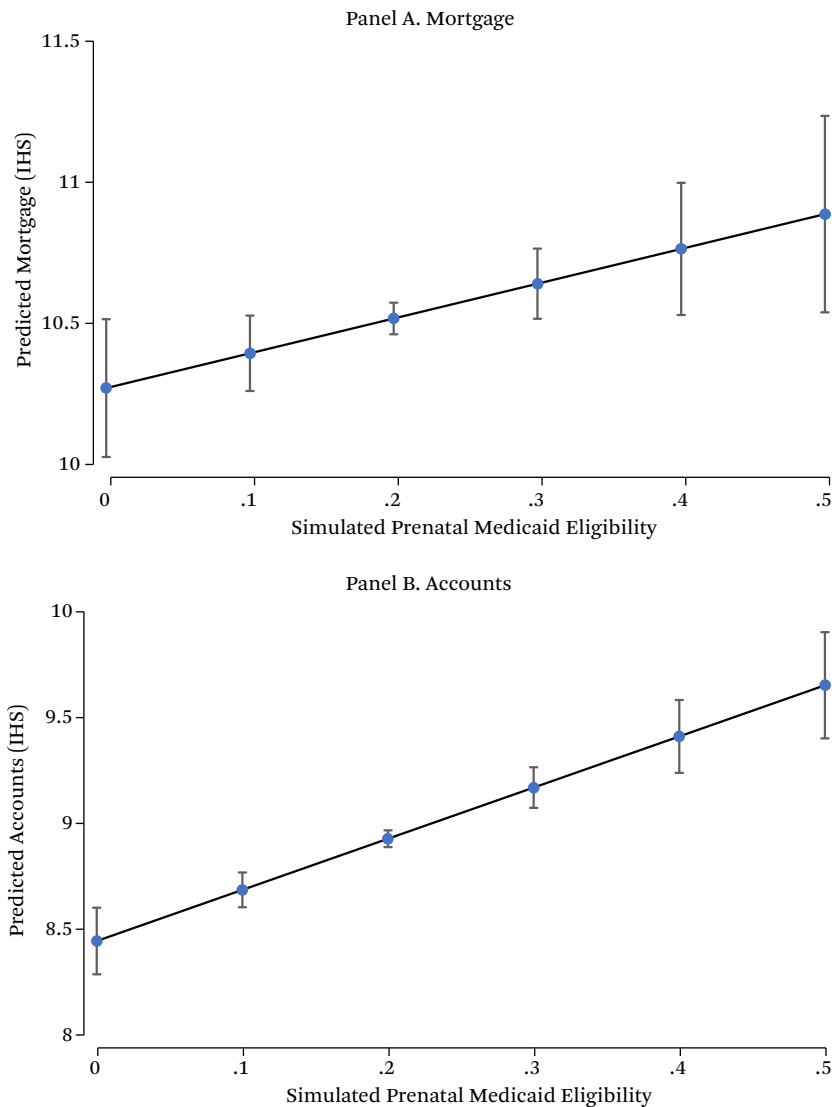 Panel A. Mortgage
11.5
11
10.5
10
Predicted Mortgage (IHS)
0 .1 .2 .3 .4 .5
Simulated Prenatal Medicaid Eligibility
Panel B. Accounts
10
9.5
9
8.5
8
Predicted Accounts (IHS)
0 .1 .2 .3 .4 .5
Simulated Prenatal Medicaid Eligibility